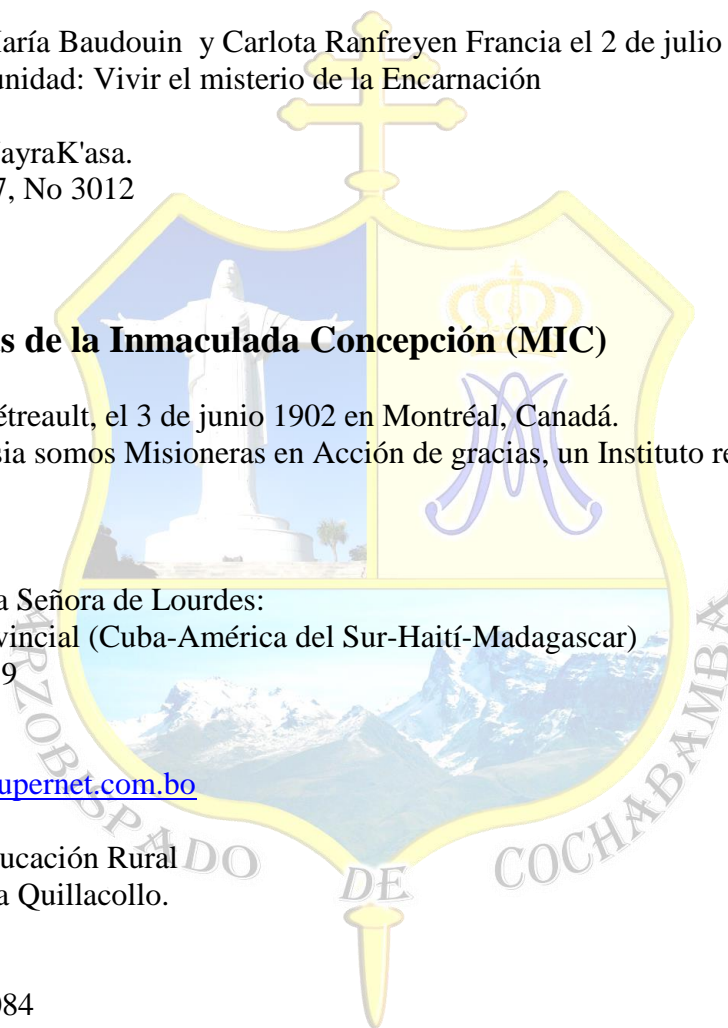 María Baudouin y Carlota Ranfreyen Francia el 2 de julio
unidad: Vivir el misterio de la Encarnación
ayraK'asa.
7, No 3012
s de la Inmaculada Concepción (MIC)
étreault, el 3 de junio 1902 en Montréal, Canadá.
sia somos Misioneras en Acción de gracias, un Instituto re
a Señora de Lourdes:
vincial (Cuba-América del Sur-Haití-Madagascar)
9
upernet.com.bo
ucación Rural
a Quillacollo.
084
ARZOBISPADO DE COCHABAMBA